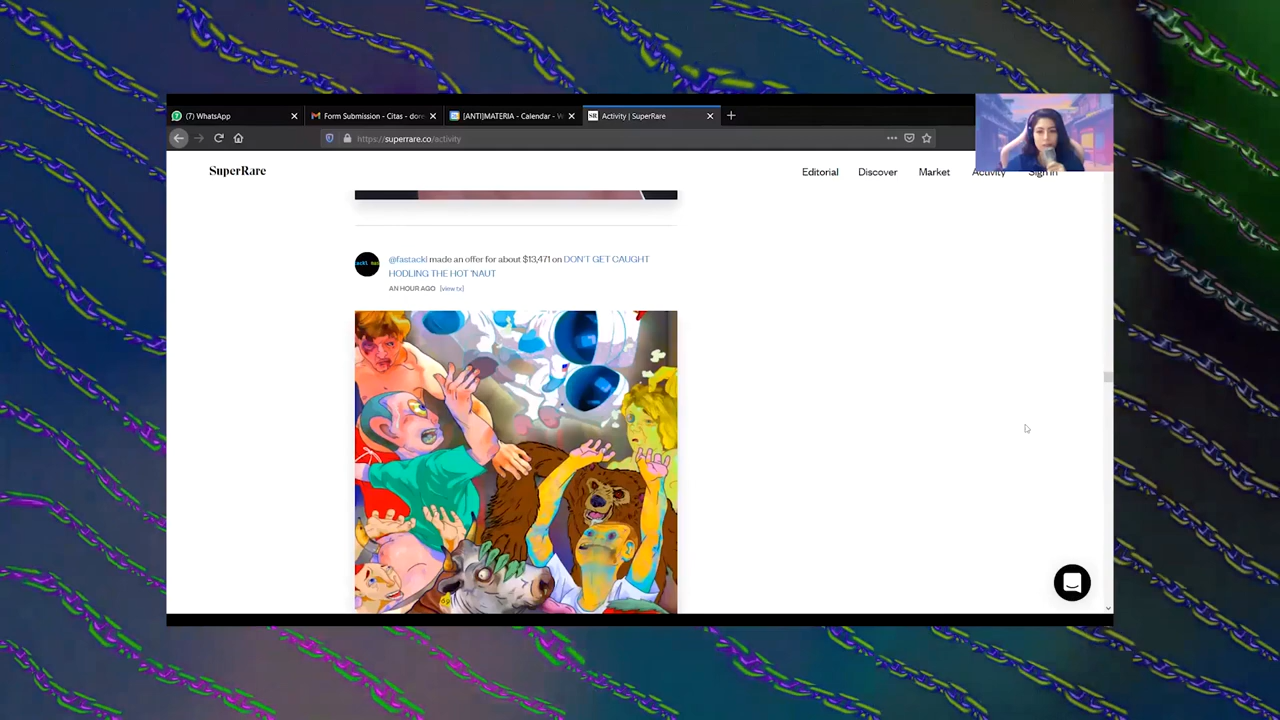 (7) WhatsApp
Form Submission - Citas - dore
[ANTI]MATERIA - Calendar - W
SR
Activity | SuperRare
https://superrare.co/activity
SuperRare
Editorial
Discover
Market
Activity
Sign in
@fastackl made an offer for about $13,471 on DON'T GET CAUGHT
HODLING THE HOT 'NAUT
AN HOUR AGO [view tx]